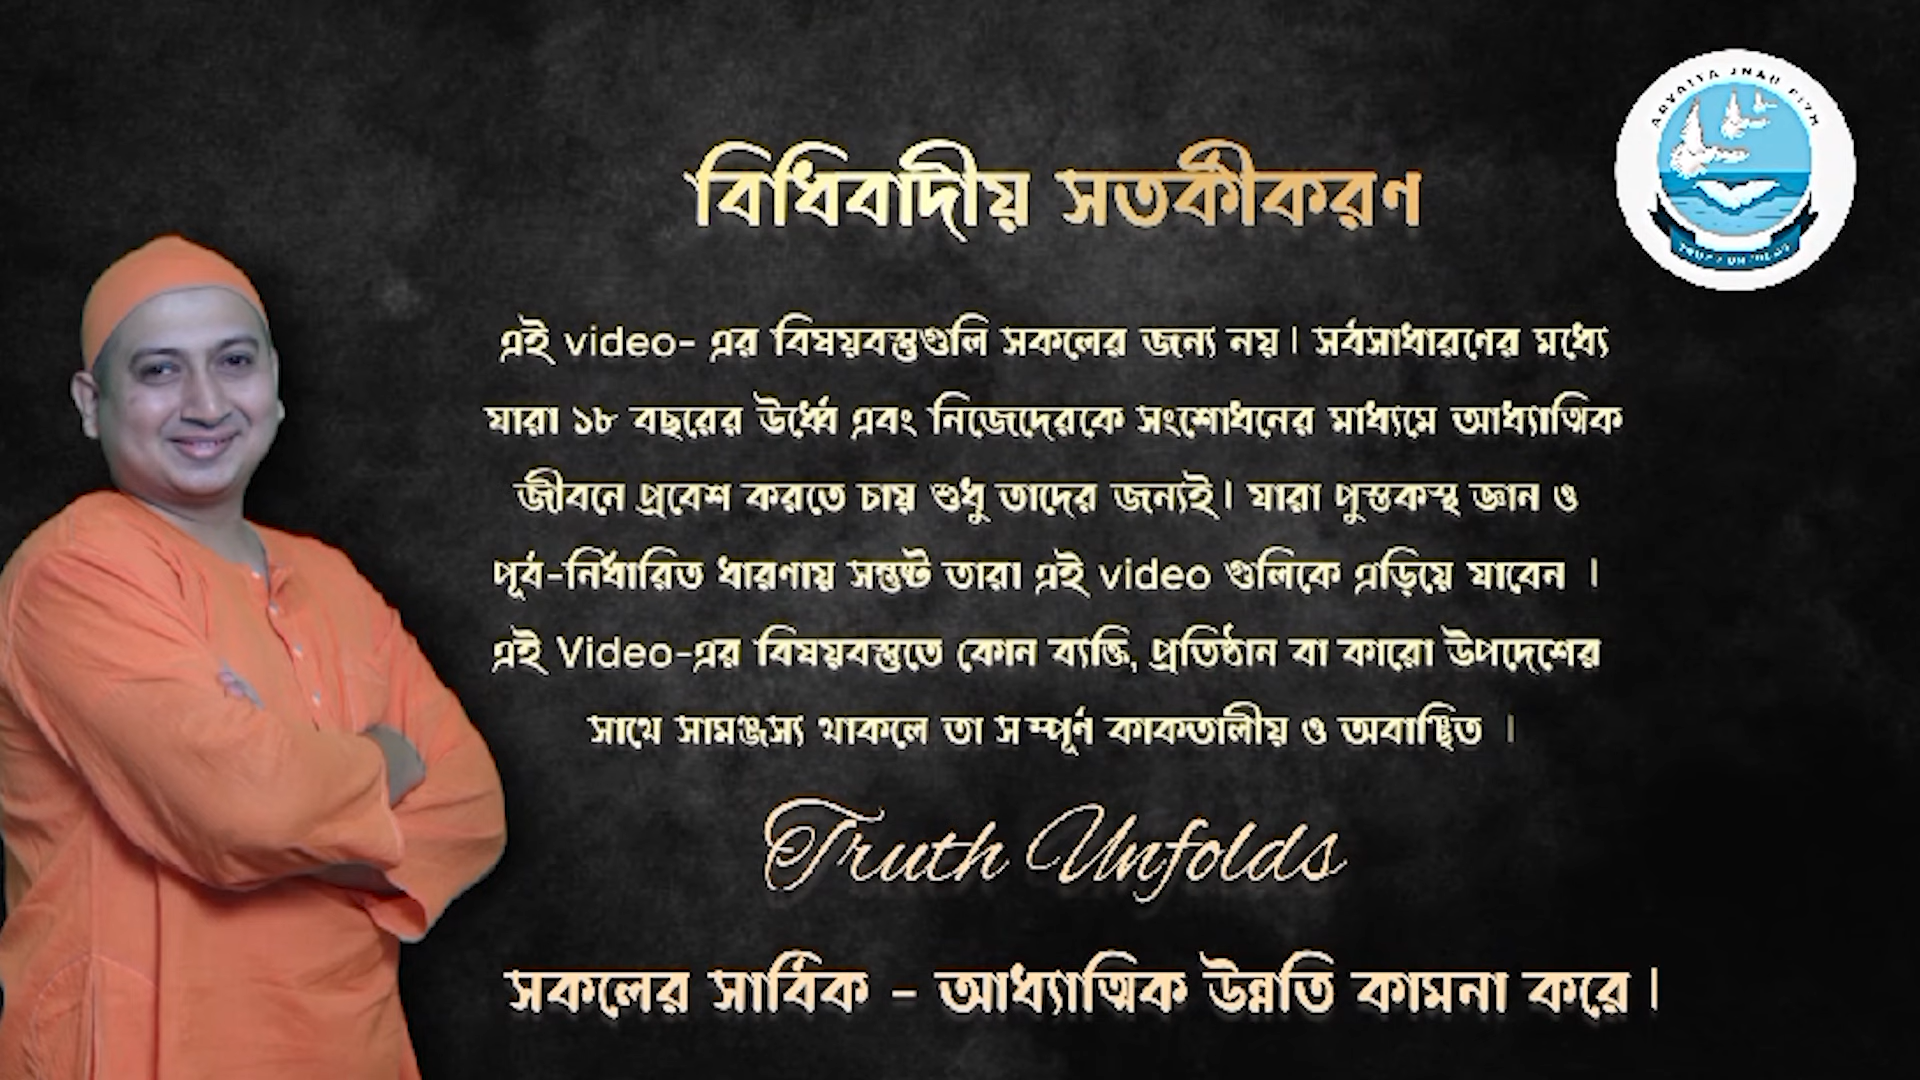 বিধিবাদীয় সতর্কীকরণ
এই video- এর বিষয়বস্তুগুলি সকলের জন্য নয়। সর্বসাধারণের মধ্যে
যারা ১৮ বছরের উর্ধ্বে এবং নিজেদেরকে সংশোধনের মাধ্যমে আধ্যাত্মিক
জীবনে প্রবেশ করতে চায় শুধু তাদের জন্যই। যারা পুস্তকস্থ জ্ঞান ও
পূর্ব-নির্ধারিত ধারণায় সন্তুষ্ট তারা এই video গুলিকে এড়িয়ে যাবেন ।
এই Video-এর বিষয়বস্তুতে কোন ব্যক্তি, প্রতিষ্ঠান বা কারো উপদেশের
সাথে সামঞ্জস্য থাকলে তা সম্পূর্ণ কাকতালীয় ও অবাঞ্ছিত ।
Truth Unfolds
সকলের সার্বিক - আধ্যাত্মিক উন্নতি কামনা করে ।